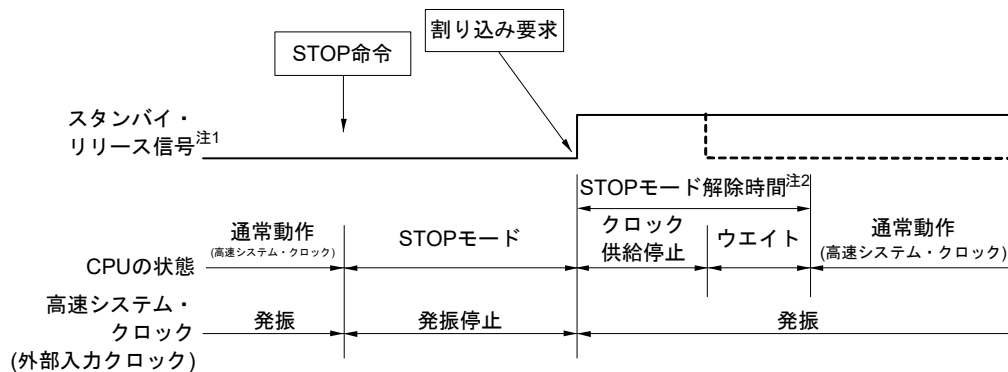 割り込み要求
STOP命令
スタンバイ・
リリース信号注1
STOPモード解除時間注2
通常動作
(高速システム・クロック)
STOPモード
クロック
供給停止
ウエイト
通常動作
(高速システム・クロック)
CPUの状態
高速システム・
クロック
(外部入力クロック)
発振
発振停止
発振